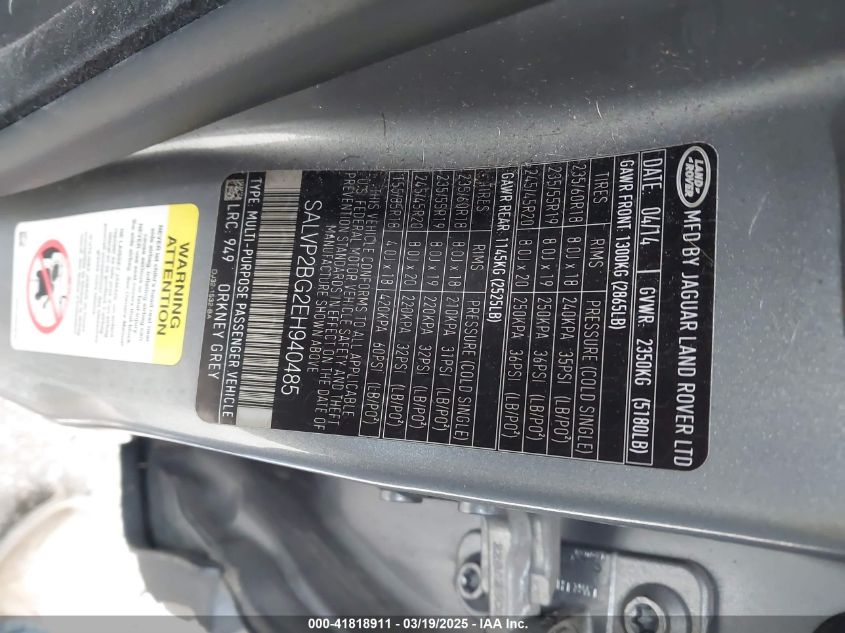 LAND ROVER
MFD BY JAGUAR LAND ROVER LTD
DATE: 04/14 GVWR: 2350KG (5180LB)
GAWR FRONT: 1300KG (2865LB)
TIRES RIMS PRESSURE (COLD SINGLE)
235/60R18 8.0J x 18 240KPA 35PSI (LB/PO²)
235/55R19 8.0J x 19 250KPA 36PSI (LB/PO²)
245/45R20 8.0J x 20 250KPA 36PSI (LB/PO²)
GAWR REAR: 1145KG (2525LB)
TIRES RIMS PRESSURE (COLD SINGLE)
235/60R18 8.0J x 18 210KPA 31PSI (LB/PO²)
235/55R19 8.0J x 19 220KPA 32PSI (LB/PO²)
245/45R20 8.0J x 20 220KPA 32PSI (LB/PO²)
155/85R18 4.0J x 18 420KPA 60PSI (LB/PO²)
THIS VEHICLE CONFORMS TO ALL APPLICABLE
U.S. FEDERAL MOTOR VEHICLE SAFETY AND THEFT
PREVENTION STANDARDS IN EFFECT ON THE DATE OF
MANUFACTURE SHOWN ABOVE
SALVP2BG2EH940485
TYPE: MULTI-PURPOSE PASSENGER VEHICLE
LRC: 949 ORKNEY GREY
WARNING
ATTENTION
000-41818911 - 03/19/2025 - IAA Inc.